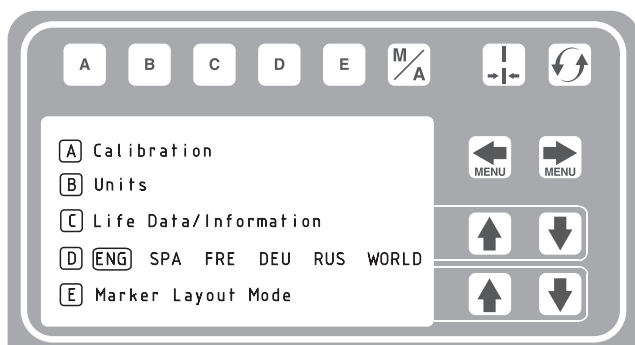 A B C D E M/A
MENU MENU
A Calibration
B Units
C Life Data/Information
D ENG SPA FRE DEU RUS WORLD
E Marker Layout Mode